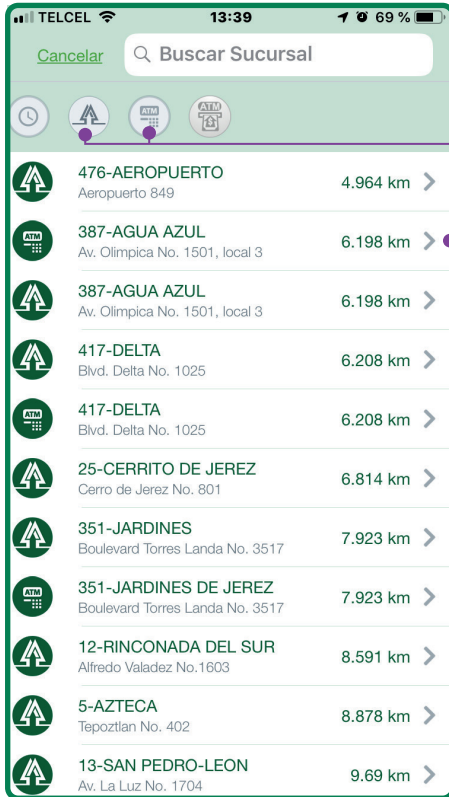 TELCEL 13:39 69 %
Cancelar Buscar Sucursal
ATM ATM
476-AEROPUERTO
Aeropuerto 849
4.964 km
ATM
387-AGUA AZUL
Av. Olimpica No. 1501, local 3
6.198 km
387-AGUA AZUL
Av. Olimpica No. 1501, local 3
6.198 km
417-DELTA
Blvd. Delta No. 1025
6.208 km
ATM
417-DELTA
Blvd. Delta No. 1025
6.208 km
25-CERRITO DE JEREZ
Cerro de Jerez No. 801
6.814 km
351-JARDINES
Boulevard Torres Landa No. 3517
7.923 km
ATM
351-JARDINES DE JEREZ
Boulevard Torres Landa No. 3517
7.923 km
12-RINCONADA DEL SUR
Alfredo Valadez No.1603
8.591 km
5-AZTECA
Tepoztlan No. 402
8.878 km
13-SAN PEDRO-LEON
Av. La Luz No. 1704
9.69 km